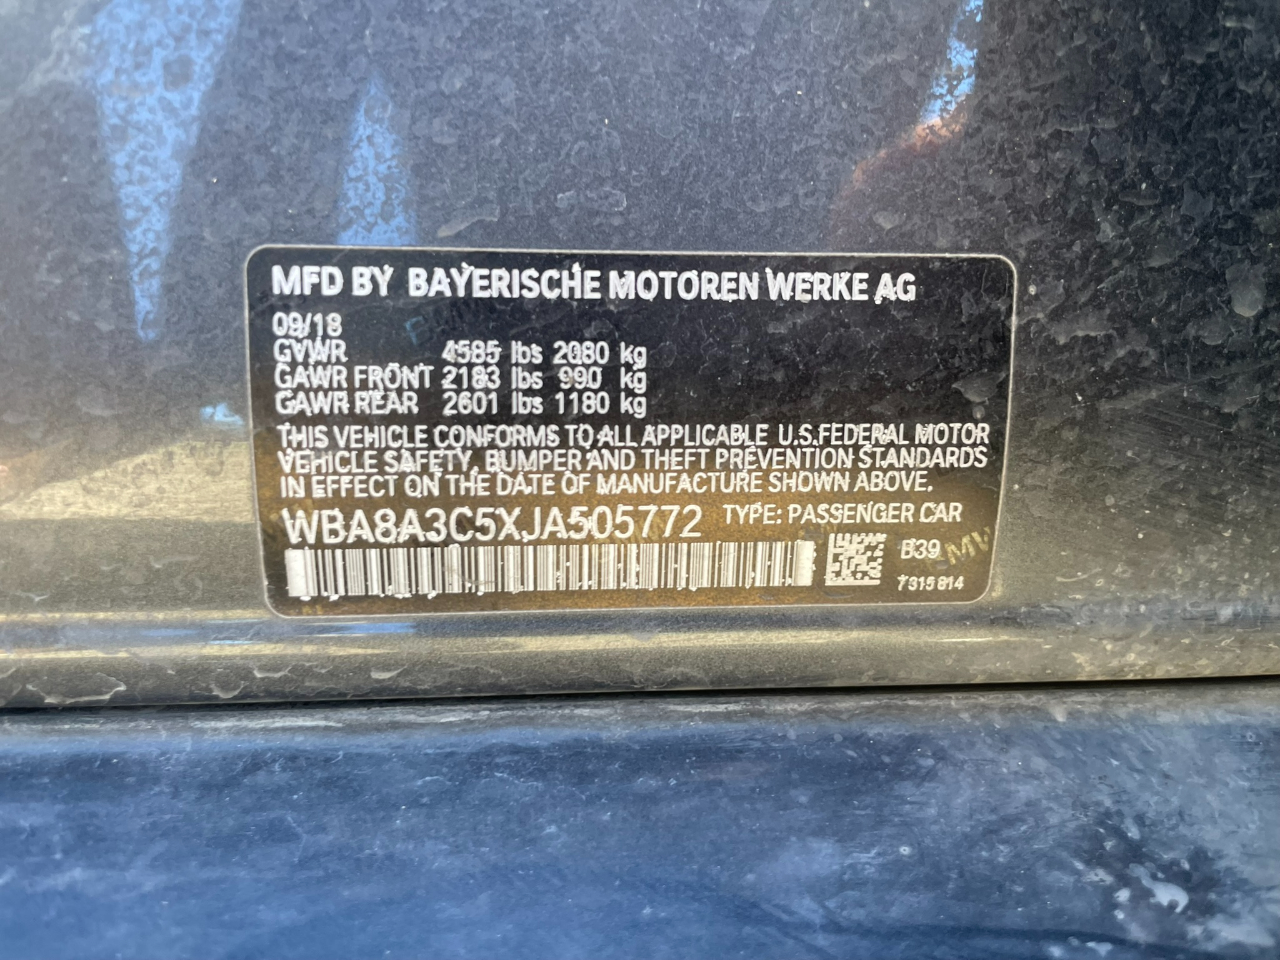 MFD BY BAYERISCHE MOTOREN WERKE AG
09/18
GVWR 4585 lbs 2080 kg
GAWR FRONT 2183 lbs 990 kg
GAWR REAR 2601 lbs 1180 kg
THIS VEHICLE CONFORMS TO ALL APPLICABLE U.S.FEDERAL MOTOR
VEHICLE SAFETY, BUMPER AND THEFT PREVENTION STANDARDS
IN EFFECT ON THE DATE OF MANUFACTURE SHOWN ABOVE.
WBA8A3C5XJA505772 TYPE: PASSENGER CAR
B39
BMW
7315814